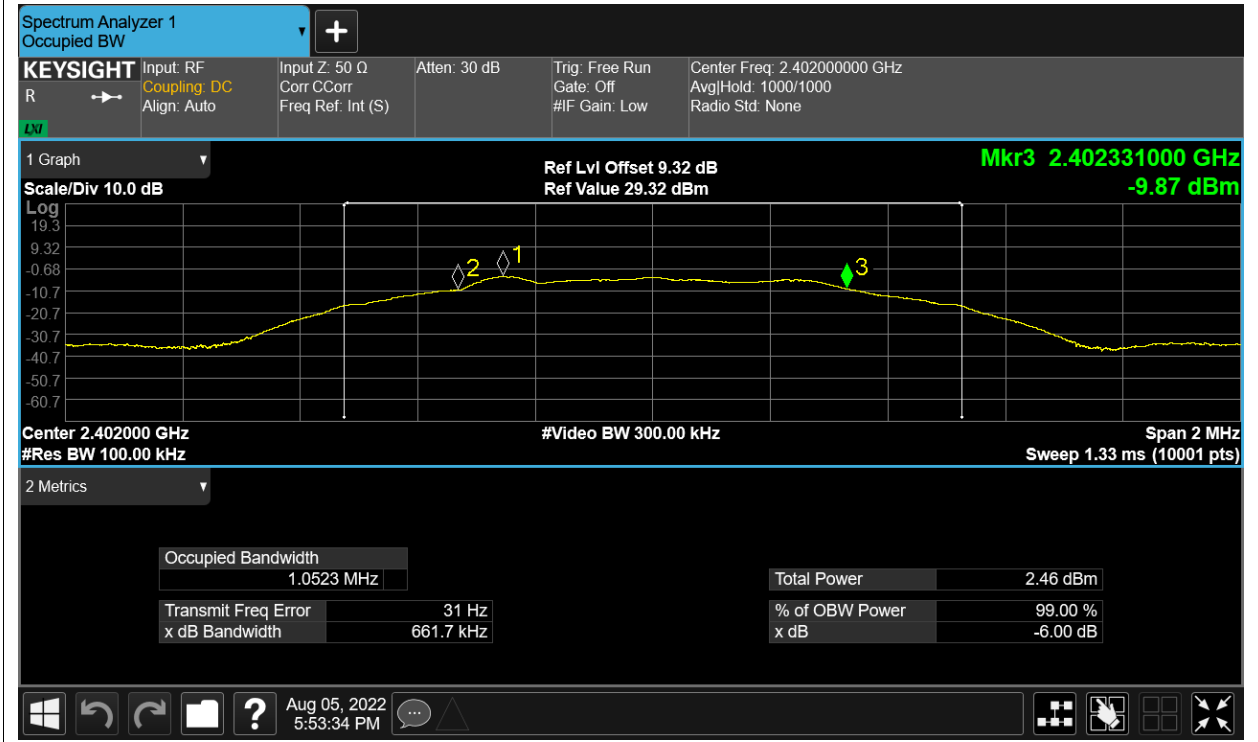 Spectrum Analyzer 1
Occupied BW
KEYSIGHT
R
LXI
Input: RF
Coupling: DC
Align: Auto
Input Z: 50 Ω
Corr CCorr
Freq Ref: Int (S)
Atten: 30 dB
Trig: Free Run
Gate: Off
#IF Gain: Low
Center Freq: 2.402000000 GHz
Avg|Hold: 1000/1000
Radio Std: None
1 Graph
Scale/Div 10.0 dB
Ref Lvl Offset 9.32 dB
Ref Value 29.32 dBm
Mkr3 2.402331000 GHz
-9.87 dBm
Log
19.3
9.32
-0.68
-10.7
-20.7
-30.7
-40.7
-50.7
-60.7
2
1
3
Center 2.402000 GHz
#Video BW 300.00 kHz
Span 2 MHz
#Res BW 100.00 kHz
Sweep 1.33 ms (10001 pts)
2 Metrics
Occupied Bandwidth
1.0523 MHz
Transmit Freq Error 31 Hz
x dB Bandwidth 661.7 kHz
Total Power 2.46 dBm
% of OBW Power 99.00 %
x dB -6.00 dB
?
Aug 05, 2022
5:53:34 PM